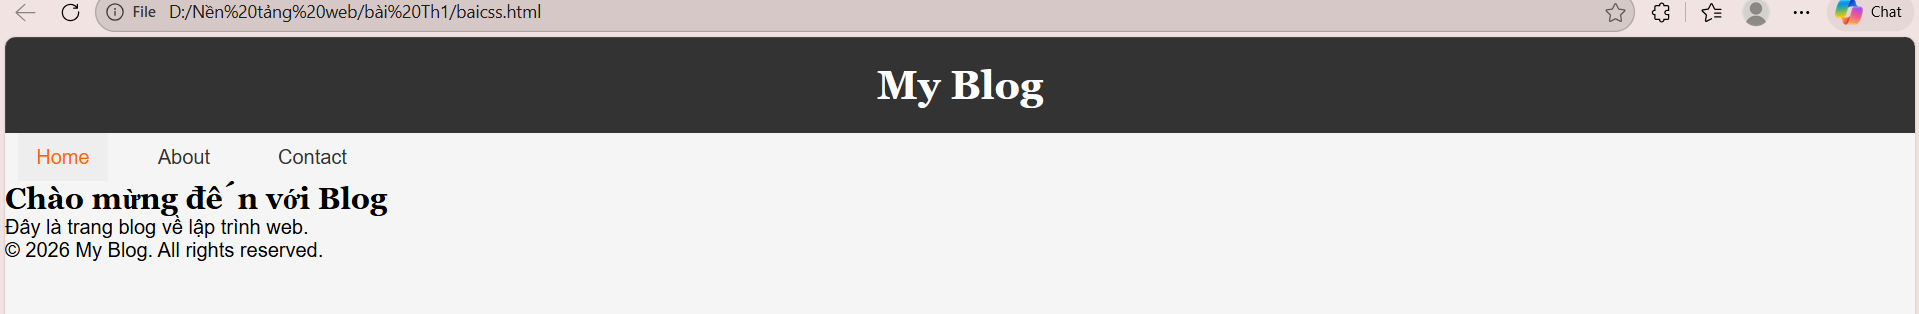 File D:/Nền%20tảng%20web/bài%20Th1/baicss.html Chat
My Blog
Home About Contact
Chào mừng đến với Blog
Đây là trang blog về lập trình web.
© 2026 My Blog. All rights reserved.